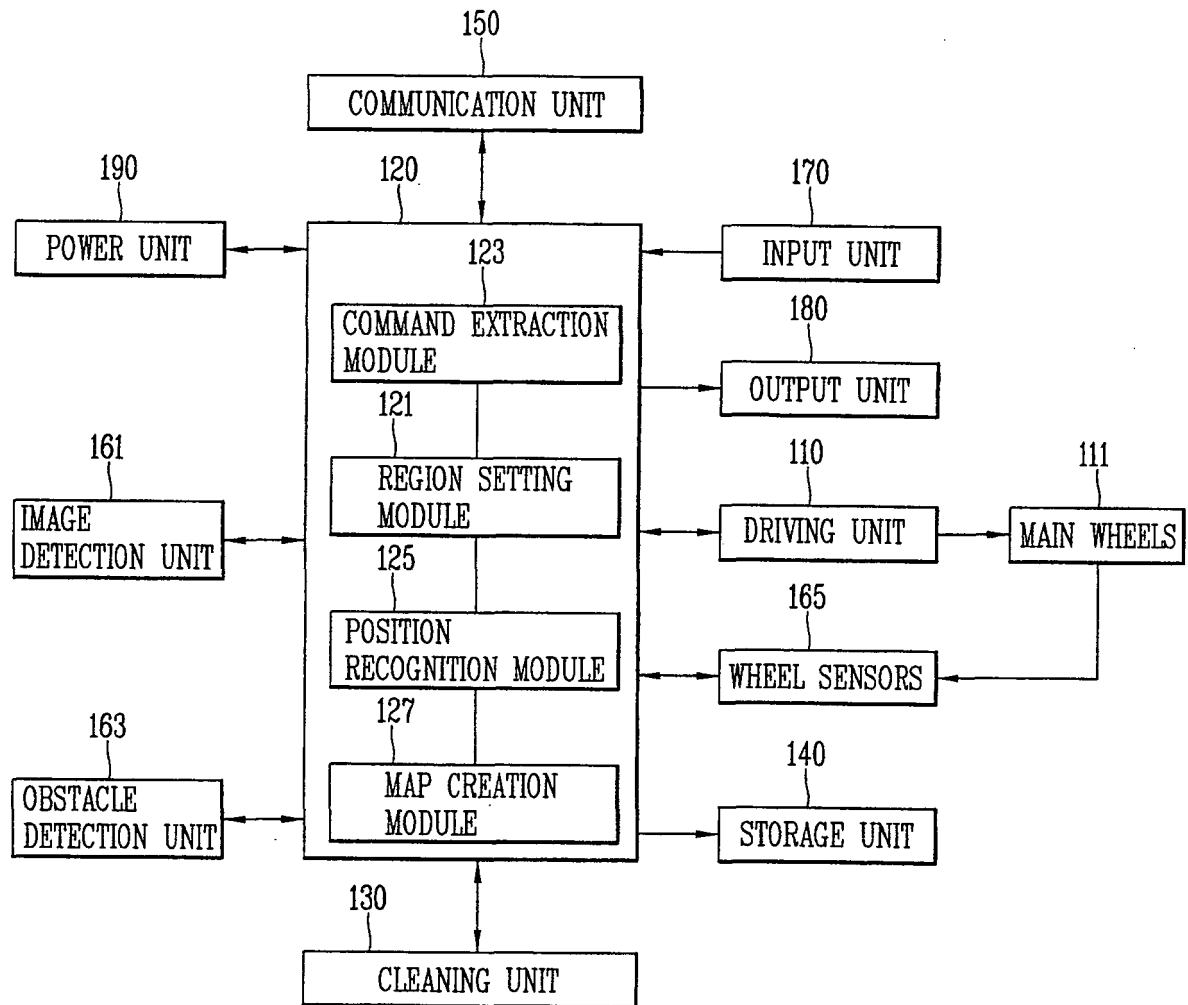 150
COMMUNICATION UNIT
190
POWER UNIT
120
170
INPUT UNIT
123
COMMAND EXTRACTION
MODULE
180
OUTPUT UNIT
121
REGION SETTING
MODULE
161
IMAGE
DETECTION UNIT
110
DRIVING UNIT
111
MAIN WHEELS
125
POSITION
RECOGNITION MODULE
165
WHEEL SENSORS
163
OBSTACLE
DETECTION UNIT
127
MAP CREATION
MODULE
140
STORAGE UNIT
130
CLEANING UNIT